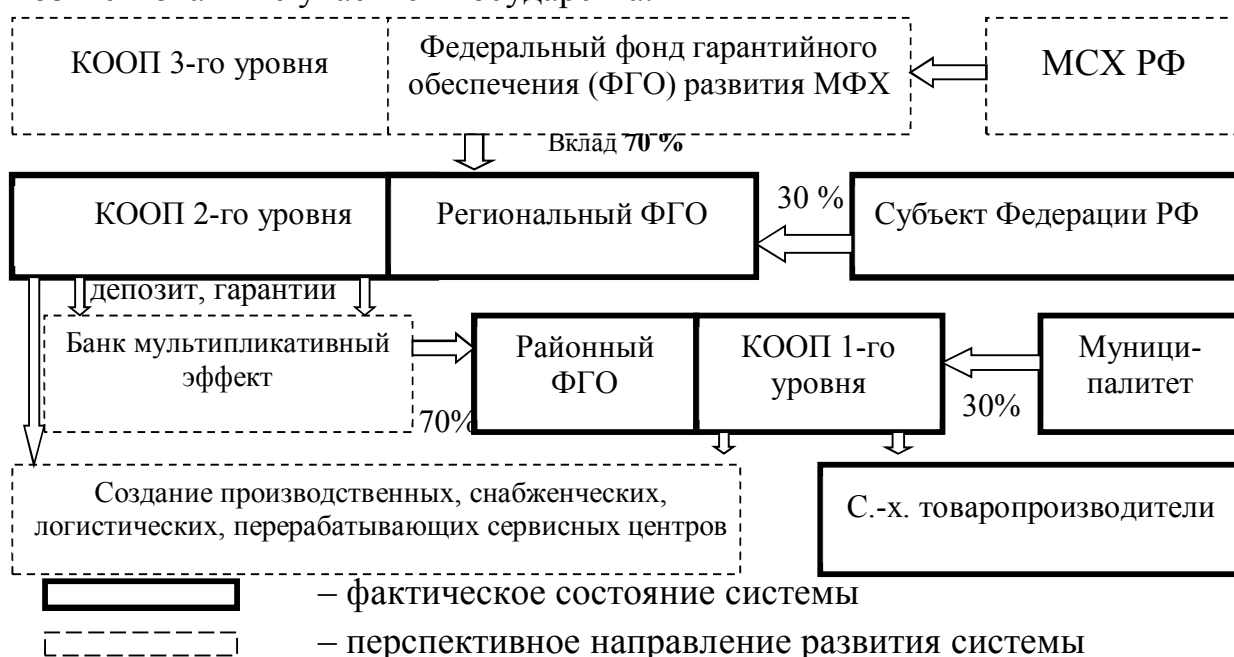 КООП 3-го уровня
Федеральный фонд гарантийного
обеспечения (ФГО) развития МФХ
МСХ РФ
Вклад 70 %
КООП 2-го уровня
Региональный ФГО
30 %
Субъект Федерации РФ
депозит, гарантии
Банк мультипликативный
эффект
Районный
ФГО
КООП 1-го
уровня
Муници-
палитет
70%
30%
Создание производственных, снабженческих,
логистических, перерабатывающих сервисных центров
С.-х. товаропроизводители
– фактическое состояние системы
– перспективное направление развития системы